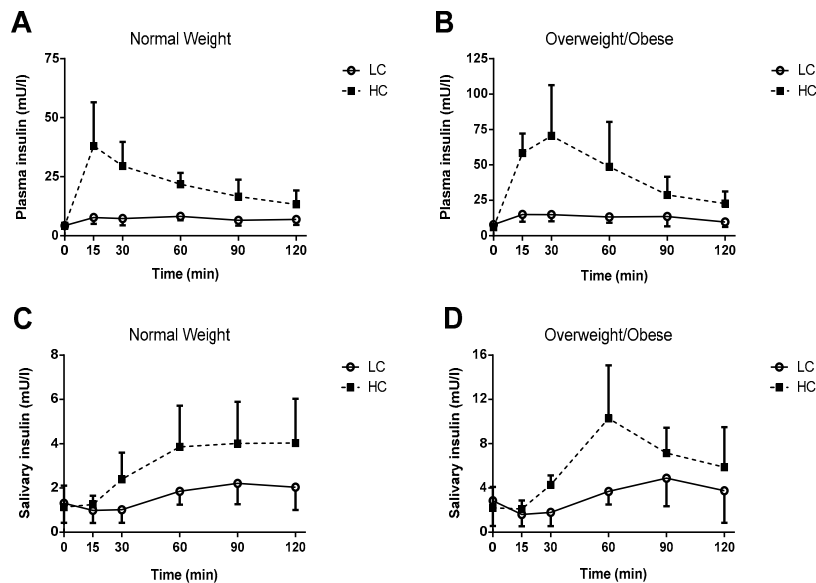 A
Normal Weight
75
50
25
0
Plasma insulin (mU/l)
0 15 30 60 90 120
Time (min)
LC
HC
B
Overweight/Obese
125
100
75
50
25
0
Plasma insulin (mU/l)
0 15 30 60 90 120
Time (min)
LC
HC
C
Normal Weight
8
6
4
2
0
Salivary insulin (mU/l)
0 15 30 60 90 120
Time (min)
LC
HC
D
Overweight/Obese
16
12
8
4
0
Salivary insulin (mU/l)
0 15 30 60 90 120
Time (min)
LC
HC